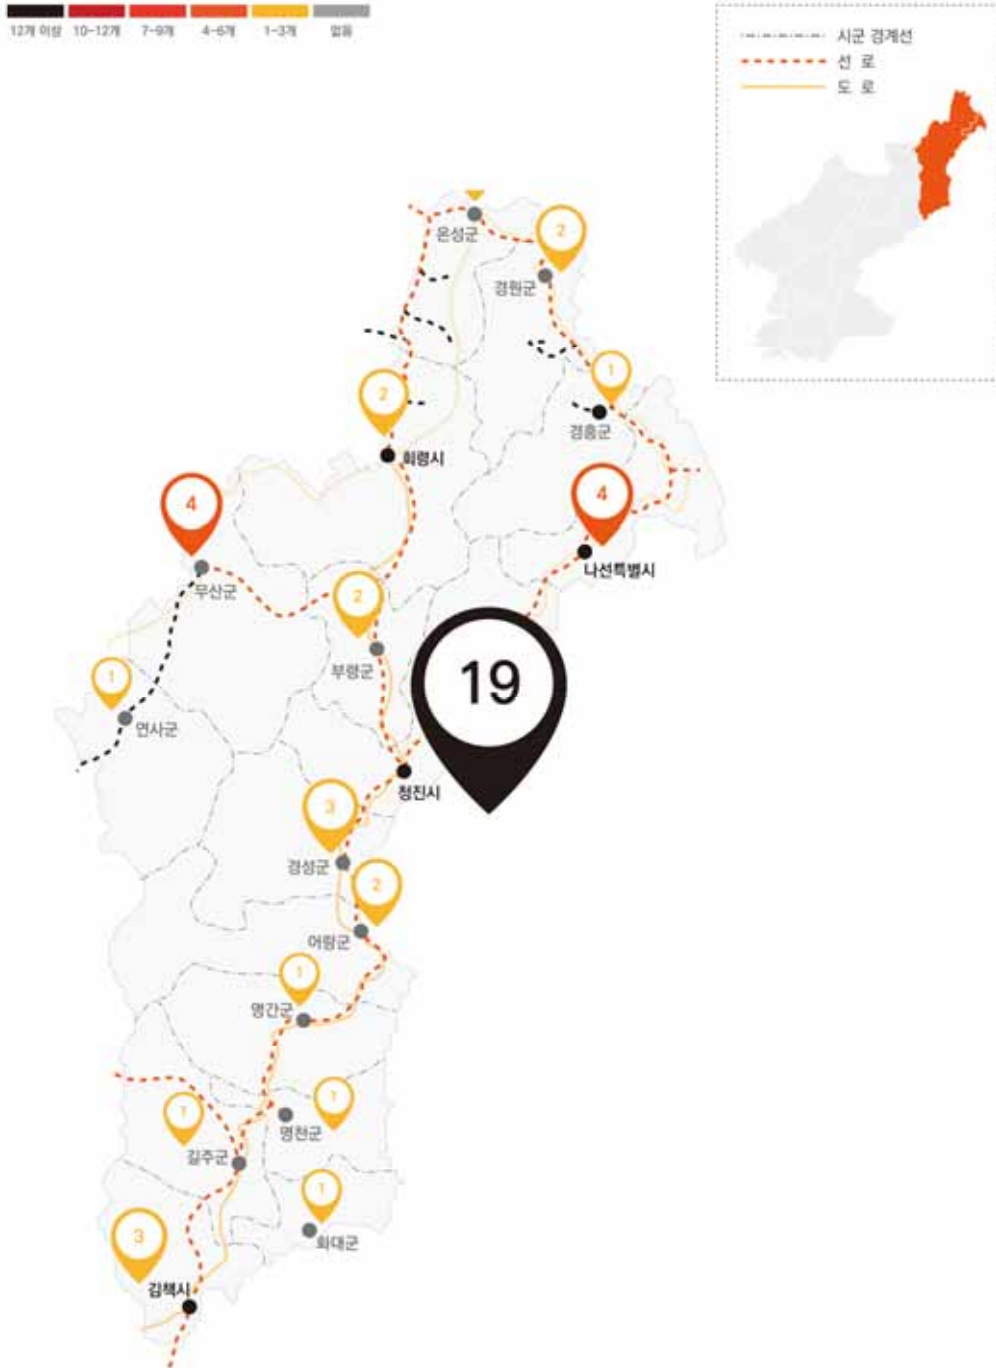 12개 이상 10-12개 7-9개 4-6개 1-3개 없음
시군 경계선
선 로
도 로
온성군
2
경원군
1
2
경흥군
회령시
4
4
나선특별시
무산군
2
부령군
19
1
연사군
청진시
3
경성군
2
어랑군
1
명간군
1
1
명천군
길주군
1
화대군
3
김책시